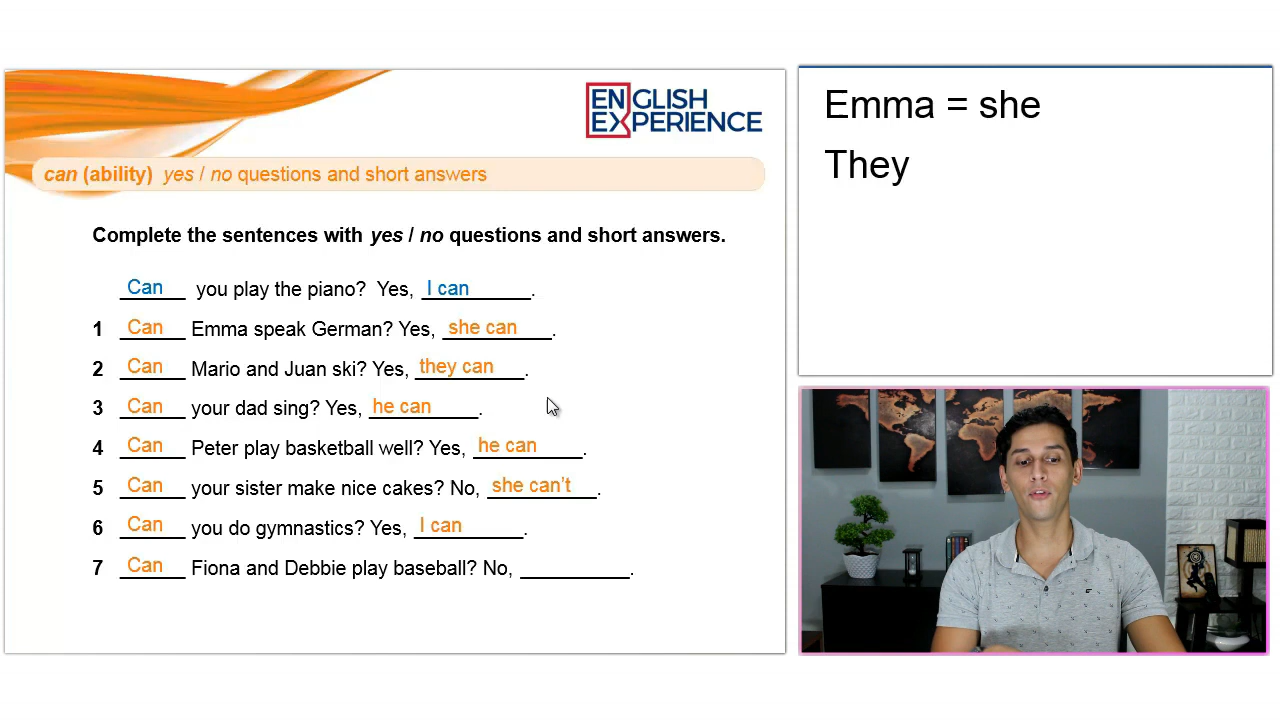 ENGLISH
EXPERIENCE
can (ability) yes / no questions and short answers
Complete the sentences with yes / no questions and short answers.
Can you play the piano? Yes, I can.
1 Can Emma speak German? Yes, she can.
2 Can Mario and Juan ski? Yes, they can.
3 Can your dad sing? Yes, he can.
4 Can Peter play basketball well? Yes, he can.
5 Can your sister make nice cakes? No, she can't.
6 Can you do gymnastics? Yes, I can.
7 Can Fiona and Debbie play baseball? No, __________.
Emma = she
They